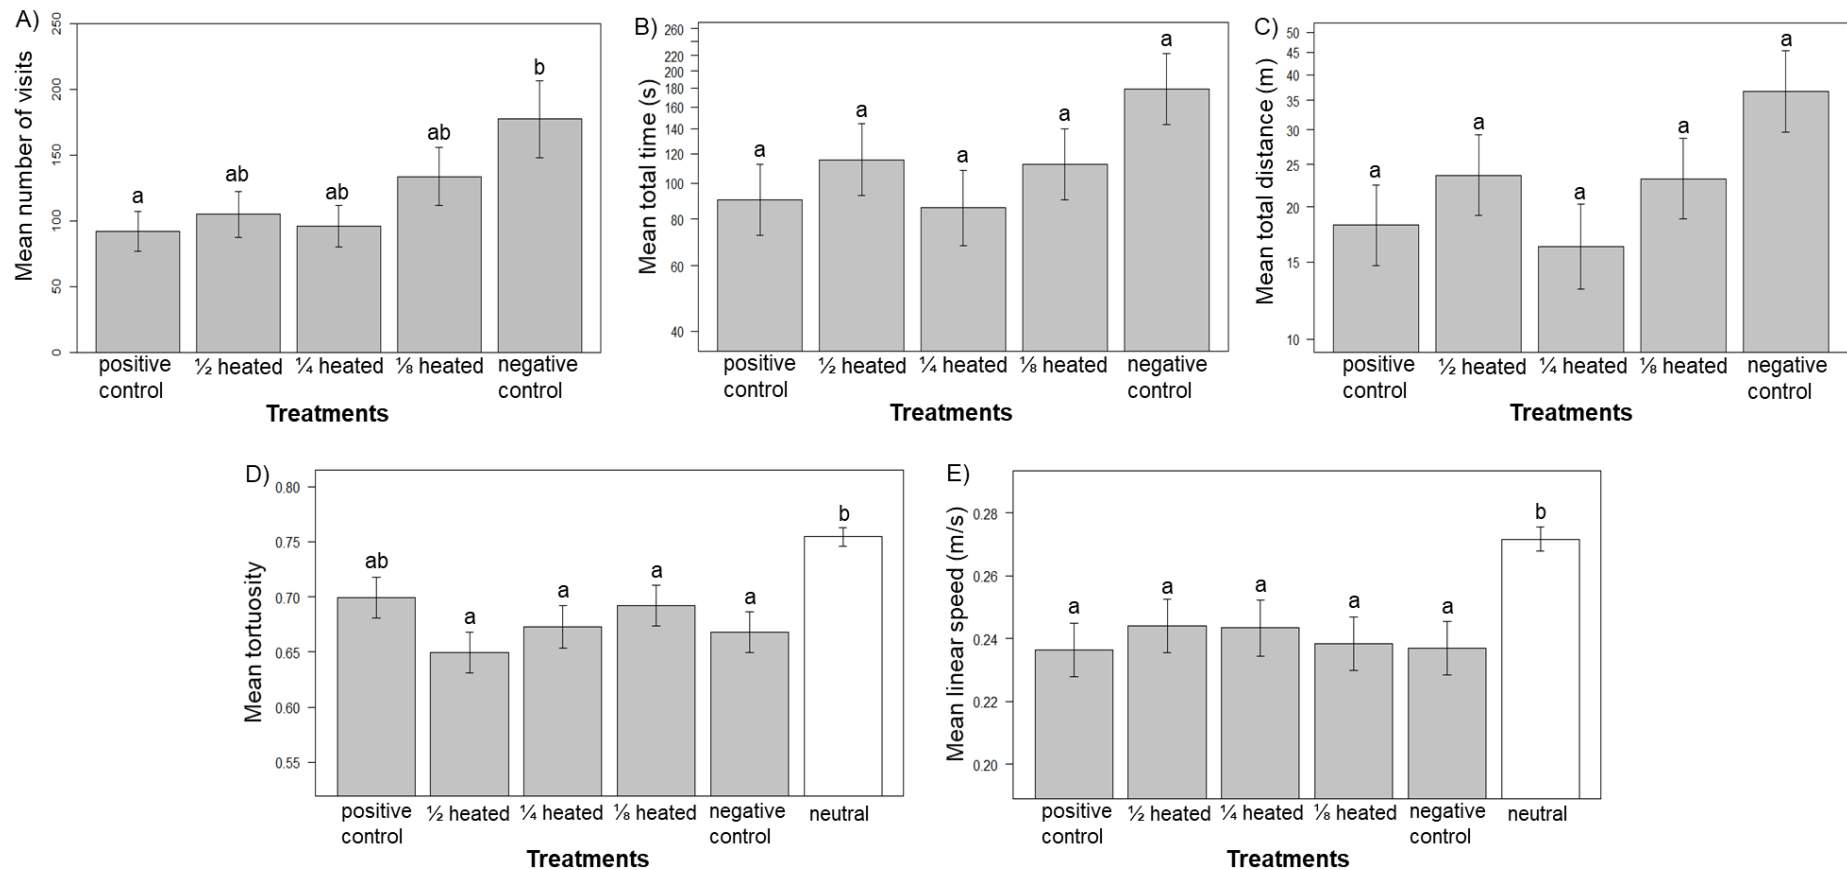 A)
Mean number of visits
250
200
150
100
50
0
a
ab
ab
ab
b
positive control
½ heated
¼ heated
⅛ heated
negative control
Treatments
B)
Mean total time (s)
260
220
200
180
160
140
120
100
80
60
40
a
a
a
a
a
positive control
½ heated
¼ heated
⅛ heated
negative control
Treatments
C)
Mean total distance (m)
50
45
40
35
30
25
20
15
10
a
a
a
a
a
positive control
½ heated
¼ heated
⅛ heated
negative control
Treatments
D)
Mean tortuosity
0.80
0.75
0.70
0.65
0.60
0.55
ab
a
a
a
a
b
positive control
½ heated
¼ heated
⅛ heated
negative control
neutral
Treatments
E)
Mean linear speed (m/s)
0.28
0.26
0.24
0.22
0.20
a
a
a
a
a
b
positive control
½ heated
¼ heated
⅛ heated
negative control
neutral
Treatments